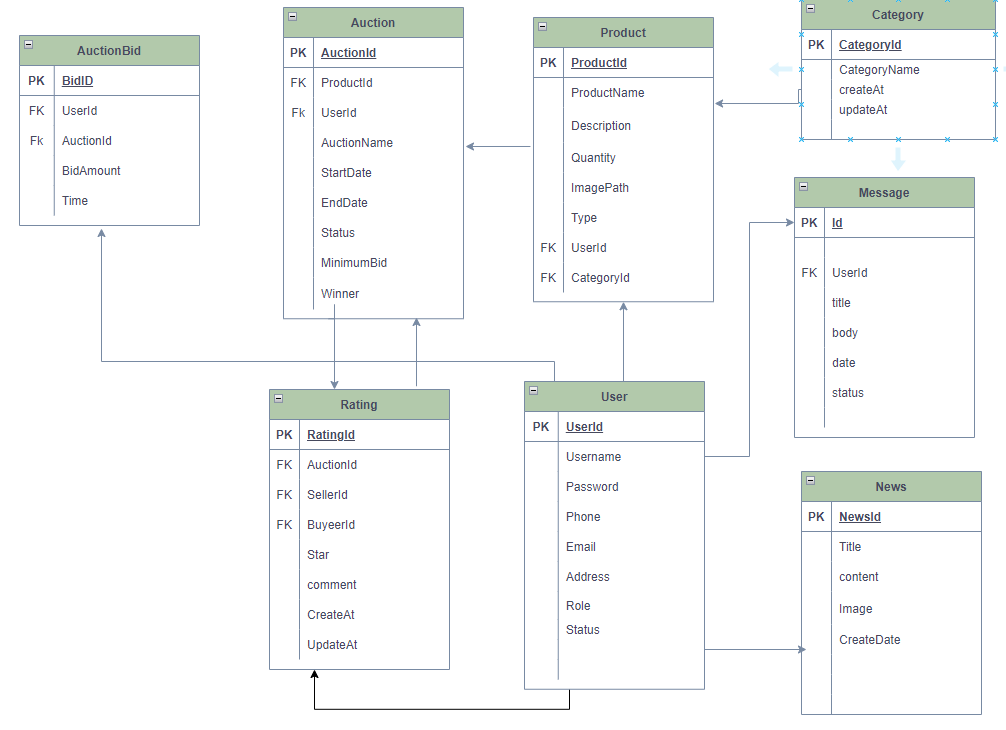 AuctionBid
PK BidID
FK UserId
Fk AuctionId
BidAmount
Time
Auction
PK AuctionId
FK ProductId
Fk UserId
AuctionName
StartDate
EndDate
Status
MinimumBid
Winner
Product
PK ProductId
ProductName
Description
Quantity
ImagePath
Type
FK UserId
FK CategoryId
Category
PK CategoryId
CategoryName
createAt
updateAt
Message
PK Id
FK UserId
title
body
date
status
Rating
PK RatingId
FK AuctionId
FK SellerId
FK BuyeerId
Star
comment
CreateAt
UpdateAt
User
PK UserId
Username
Password
Phone
Email
Address
Role
Status
News
PK NewsId
Title
content
Image
CreateDate